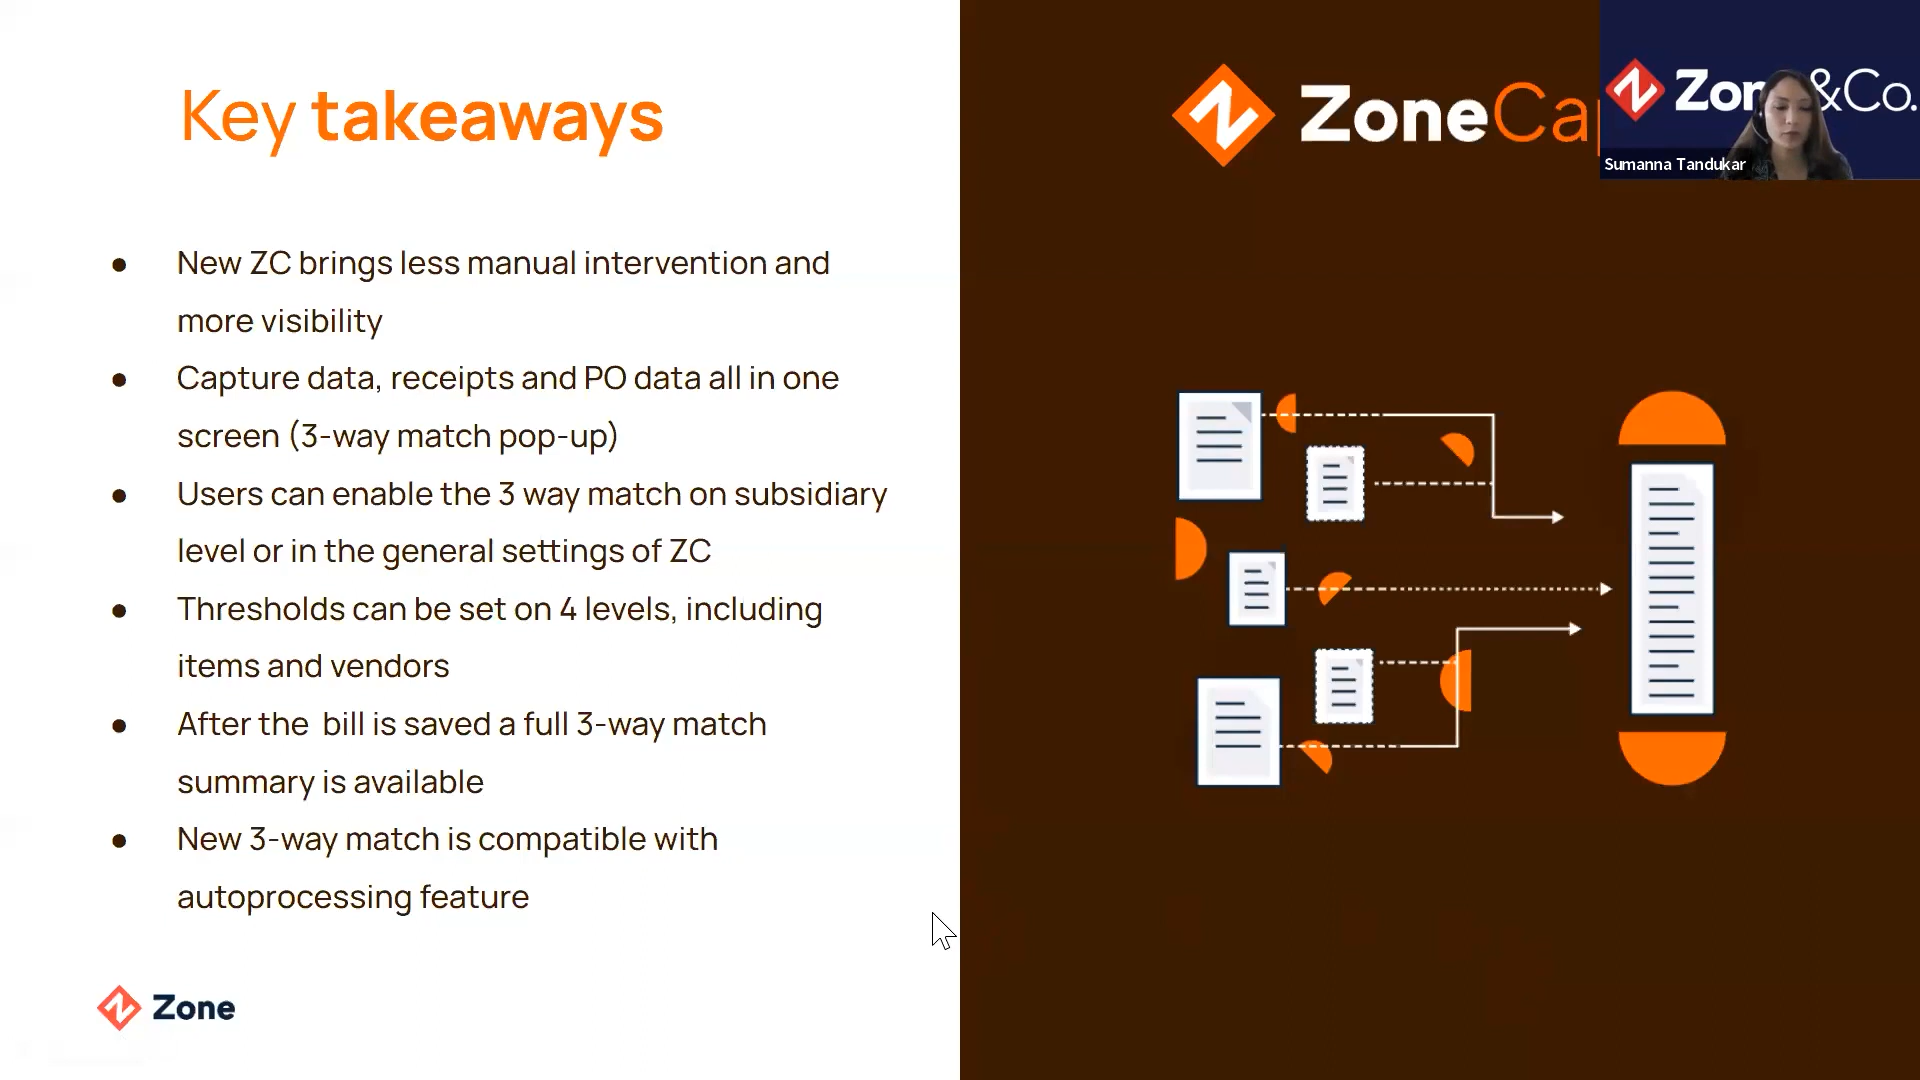 Key takeaways
New ZC brings less manual intervention and
more visibility
Capture data, receipts and PO data all in one
screen (3-way match pop-up)
Users can enable the 3 way match on subsidiary
level or in the general settings of ZC
Thresholds can be set on 4 levels, including
items and vendors
After the  bill is saved a full 3-way match
summary is available
New 3-way match is compatible with
autoprocessing feature
Zone
ZoneCa
Zon &Co.
Sumanna Tandukar